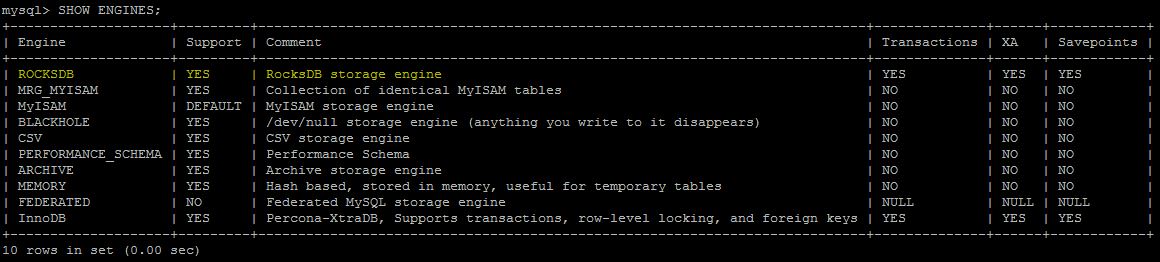 mysql> SHOW ENGINES;
+--------------------+---------+----------------------------------------------------------------------------+--------------+------+------------+
| Engine             | Support | Comment                                                                    | Transactions | XA   | Savepoints |
+--------------------+---------+----------------------------------------------------------------------------+--------------+------+------------+
| ROCKSDB            | YES     | RocksDB storage engine                                                     | YES          | YES  | YES        |
| MRG_MYISAM         | YES     | Collection of identical MyISAM tables                                      | NO           | NO   | NO         |
| MyISAM             | DEFAULT | MyISAM storage engine                                                      | NO           | NO   | NO         |
| BLACKHOLE          | YES     | /dev/null storage engine (anything you write to it disappears)             | NO           | NO   | NO         |
| CSV                | YES     | CSV storage engine                                                         | NO           | NO   | NO         |
| PERFORMANCE_SCHEMA | YES     | Performance Schema                                                         | NO           | NO   | NO         |
| ARCHIVE            | YES     | Archive storage engine                                                     | NO           | NO   | NO         |
| MEMORY             | YES     | Hash based, stored in memory, useful for temporary tables                  | NO           | NO   | NO         |
| FEDERATED          | NO      | Federated MySQL storage engine                                             | NULL         | NULL | NULL       |
| InnoDB             | YES     | Percona-XtraDB, Supports transactions, row-level locking, and foreign keys | YES          | YES  | YES        |
+--------------------+---------+----------------------------------------------------------------------------+--------------+------+------------+
10 rows in set (0.00 sec)